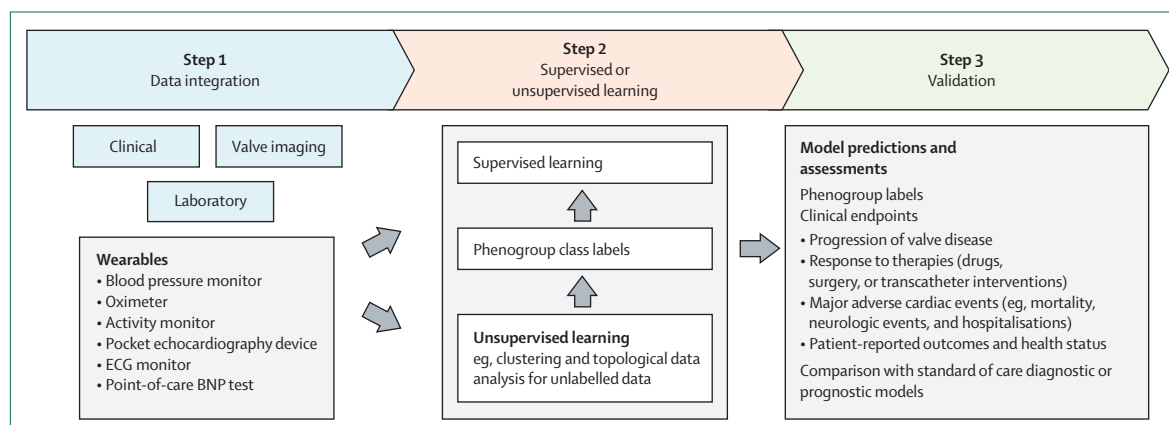 Step 1
Data integration
Step 2
Supervised or
unsupervised learning
Step 3
Validation
Clinical
Valve imaging
Laboratory
Wearables
• Blood pressure monitor
• Oximeter
• Activity monitor
• Pocket echocardiography device
• ECG monitor
• Point-of-care BNP test
Supervised learning
Phenogroup class labels
Unsupervised learning
eg, clustering and topological data
analysis for unlabelled data
Model predictions and
assessments
Phenogroup labels
Clinical endpoints
• Progression of valve disease
• Response to therapies (drugs,
surgery, or transcatheter interventions)
• Major adverse cardiac events (eg, mortality,
neurologic events, and hospitalisations)
• Patient-reported outcomes and health status
Comparison with standard of care diagnostic or
prognostic models